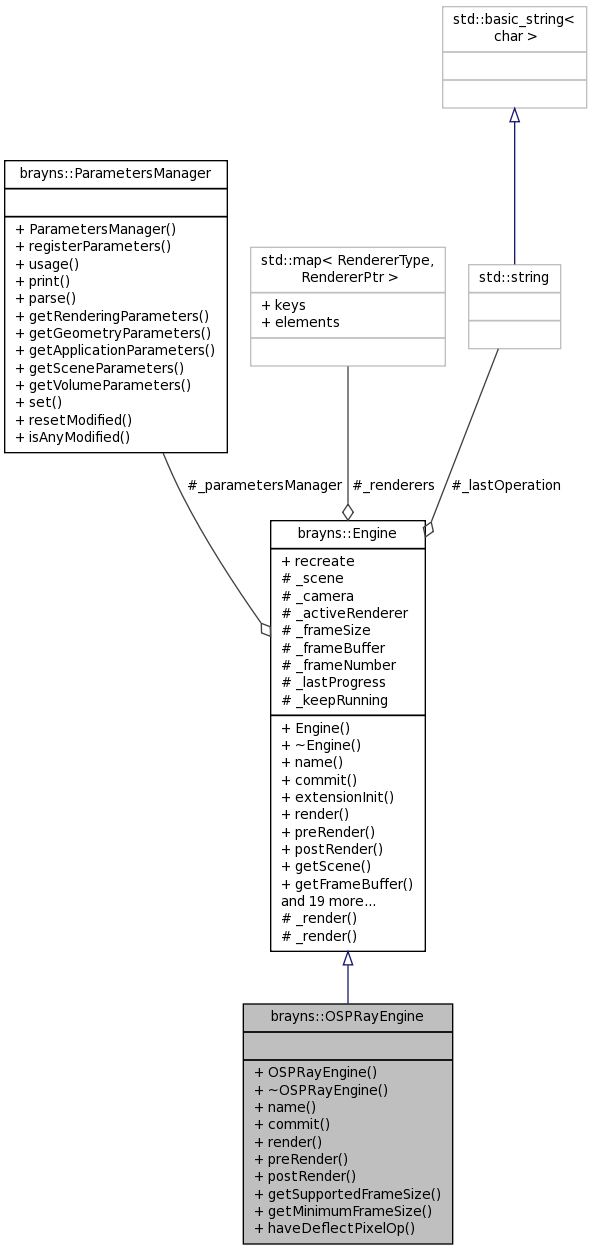 std::basic_string<
char >
brayns::ParametersManager
+ ParametersManager()
+ registerParameters()
+ usage()
+ print()
+ parse()
+ getRenderingParameters()
+ getGeometryParameters()
+ getApplicationParameters()
+ getSceneParameters()
+ getVolumeParameters()
+ set()
+ resetModified()
+ isAnyModified()
std::map< RendererType,
RendererPtr >
+ keys
+ elements
std::string
#_parametersManager
#_renderers
#_lastOperation
brayns::Engine
+ recreate
# _scene
# _camera
# _activeRenderer
# _frameSize
# _frameBuffer
# _frameNumber
# _lastProgress
# _keepRunning
+ Engine()
+ ~Engine()
+ name()
+ commit()
+ extensionInit()
+ render()
+ preRender()
+ postRender()
+ getScene()
+ getFrameBuffer()
and 19 more...
# _render()
# _render()
brayns::OSPRayEngine
+ OSPRayEngine()
+ ~OSPRayEngine()
+ name()
+ commit()
+ render()
+ preRender()
+ postRender()
+ getSupportedFrameSize()
+ getMinimumFrameSize()
+ haveDeflectPixelOp()